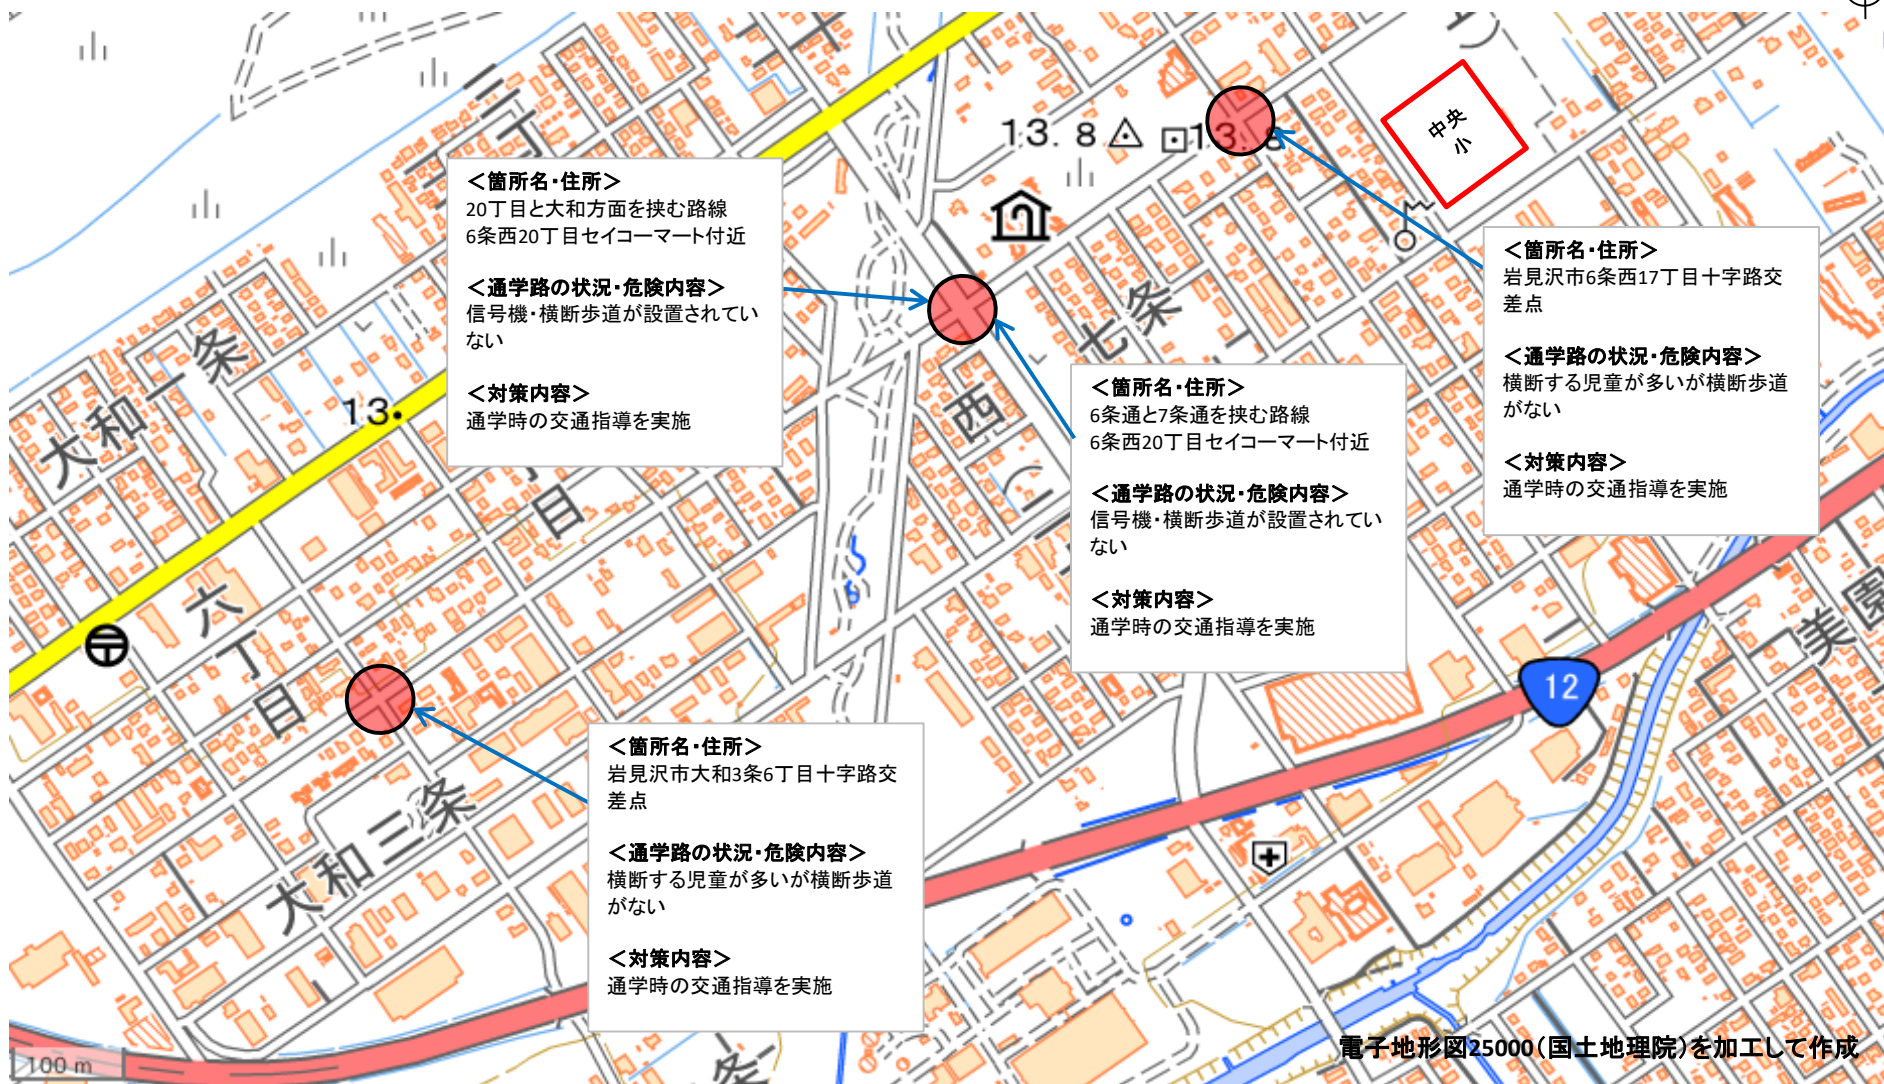 中央
小
13.8
13.8
<箇所名・住所>
20丁目と大和方面を挟む路線
6条西20丁目セイコーマート付近
<通学路の状況・危険内容>
信号機・横断歩道が設置されてい
ない
<対策内容>
通学時の交通指導を実施
<箇所名・住所>
岩見沢市6条西17丁目十字路交
差点
<通学路の状況・危険内容>
横断する児童が多いが横断歩道
がない
<対策内容>
通学時の交通指導を実施
<箇所名・住所>
6条通と7条通を挟む路線
6条西20丁目セイコーマート付近
<通学路の状況・危険内容>
信号機・横断歩道が設置されてい
ない
<対策内容>
通学時の交通指導を実施
<箇所名・住所>
岩見沢市大和3条6丁目十字路交
差点
<通学路の状況・危険内容>
横断する児童が多いが横断歩道
がない
<対策内容>
通学時の交通指導を実施
大和一条
13.
七条
西
丁目
六丁目
大和三条
美園
12
100 m
電子地形図25000(国土地理院)を加工して作成